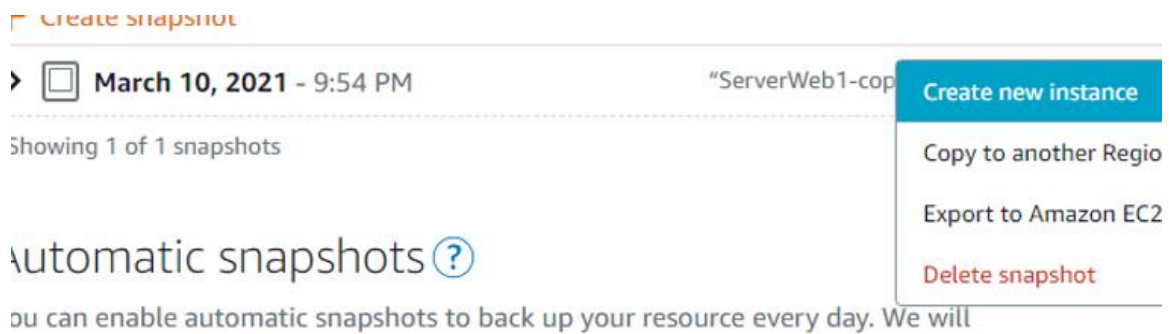 Create snapshot
March 10, 2021 - 9:54 PM "ServerWeb1-cop
Create new instance
Showing 1 of 1 snapshots
Copy to another Regio
Export to Amazon EC2
Automatic snapshots ?
Delete snapshot
ou can enable automatic snapshots to back up your resource every day. We will